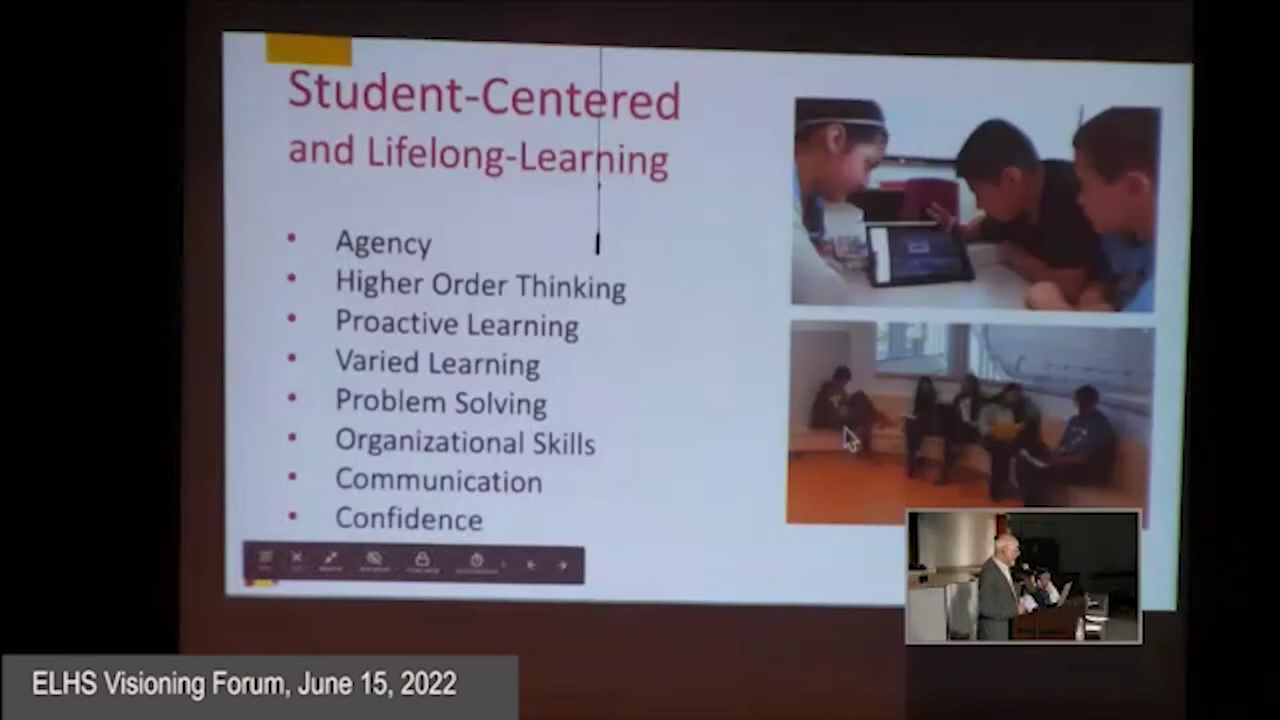 Student-Centered
and Lifelong-Learning
• Agency
• Higher Order Thinking
• Proactive Learning
• Varied Learning
• Problem Solving
• Organizational Skills
• Communication
• Confidence
ELHS Visioning Forum, June 15, 2022